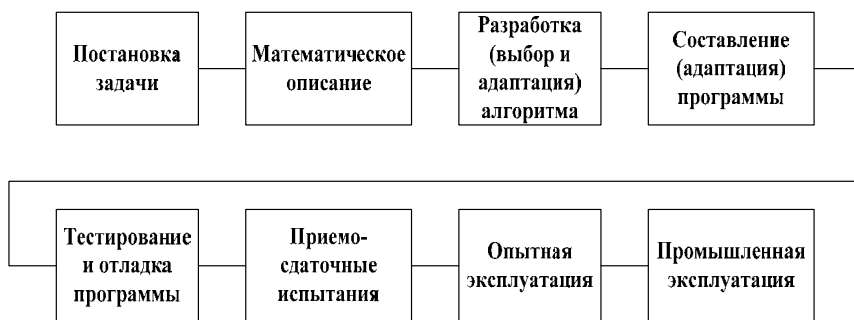 Постановка
задачи
Математическое
описание
Разработка
(выбор и
адаптация)
алгоритма
Составление
(адаптация)
программы
Тестирование
и отладка
программы
Приемо-
сдаточные
испытания
Опытная
эксплуатация
Промышленная
эксплуатация